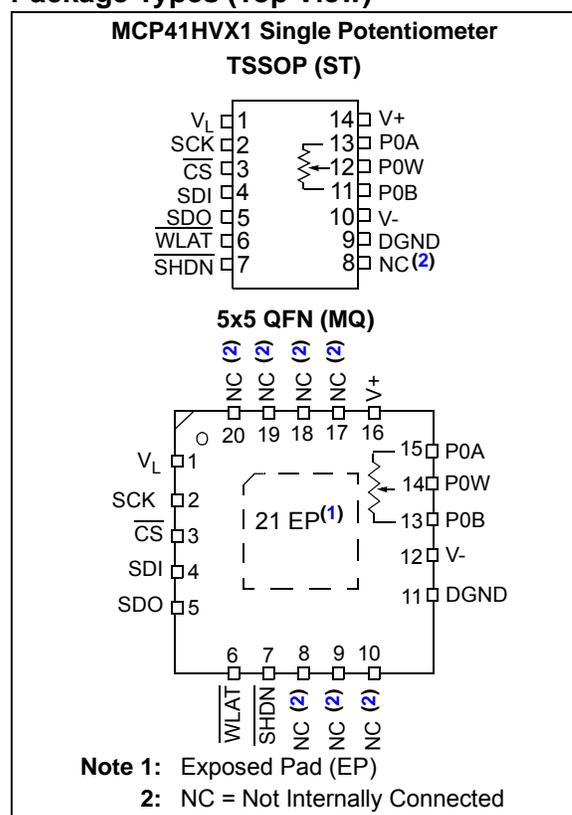 Package Types (Top View)
MCP41HVX1 Single Potentiometer
TSSOP (ST)
VL 1
SCK 2
CS 3
SDI 4
SDO 5
WLAT 6
SHDN 7
14 V+
13 P0A
12 P0W
11 P0B
10 V-
9 DGND
8 NC(2)
5x5 QFN (MQ)
NC (2) NC (2) NC (2) NC (2) V+
20 19 18 17 16
VL 1
SCK 2
CS 3
SDI 4
SDO 5
21 EP(1)
15 P0A
14 P0W
13 P0B
12 V-
11 DGND
6 7 8 9 10
WLAT SHDN NC (2) NC (2) NC (2)
Note 1: Exposed Pad (EP)
2: NC = Not Internally Connected